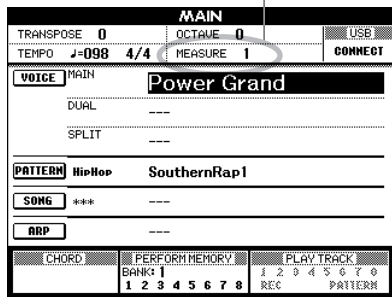 MAIN
TRANSPOSE 0 OCTAVE 0 USB
TEMPO ♩=098 4/4 MEASURE 1 CONNECT
VOICE MAIN Power Grand
DUAL ---
SPLIT ---
PATTERN HipHop SouthernRap1
SONG *** ---
ARP ---
CHORD PERFORM MEMORY PLAY TRACK
BANK: 1 1 2 3 4 5 6 7 8
1 2 3 4 5 6 7 8 REC PATTERN